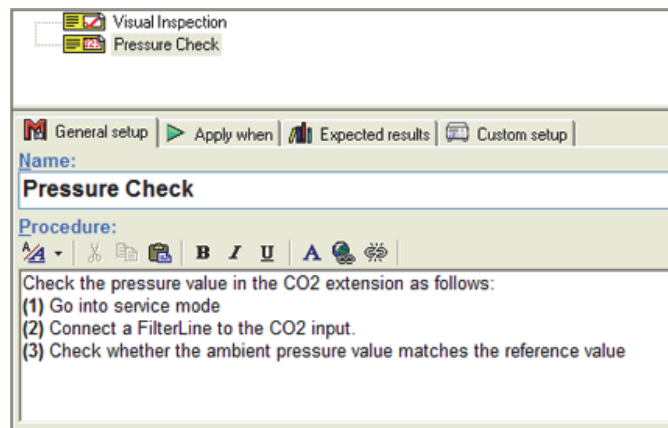 Visual Inspection
Pressure Check
General setup Apply when Expected results Custom setup
Name:
Pressure Check
Procedure:
B I U A
Check the pressure value in the CO2 extension as follows:
(1) Go into service mode
(2) Connect a FilterLine to the CO2 input.
(3) Check whether the ambient pressure value matches the reference value